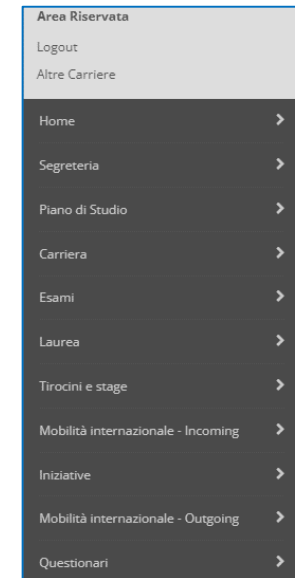 Area Riservata
Logout
Altre Carriere
Home
Segreteria
Piano di Studio
Carriera
Esami
Laurea
Tirocini e stage
Mobilità internazionale - Incoming
Iniziative
Mobilità internazionale - Outgoing
Questionari